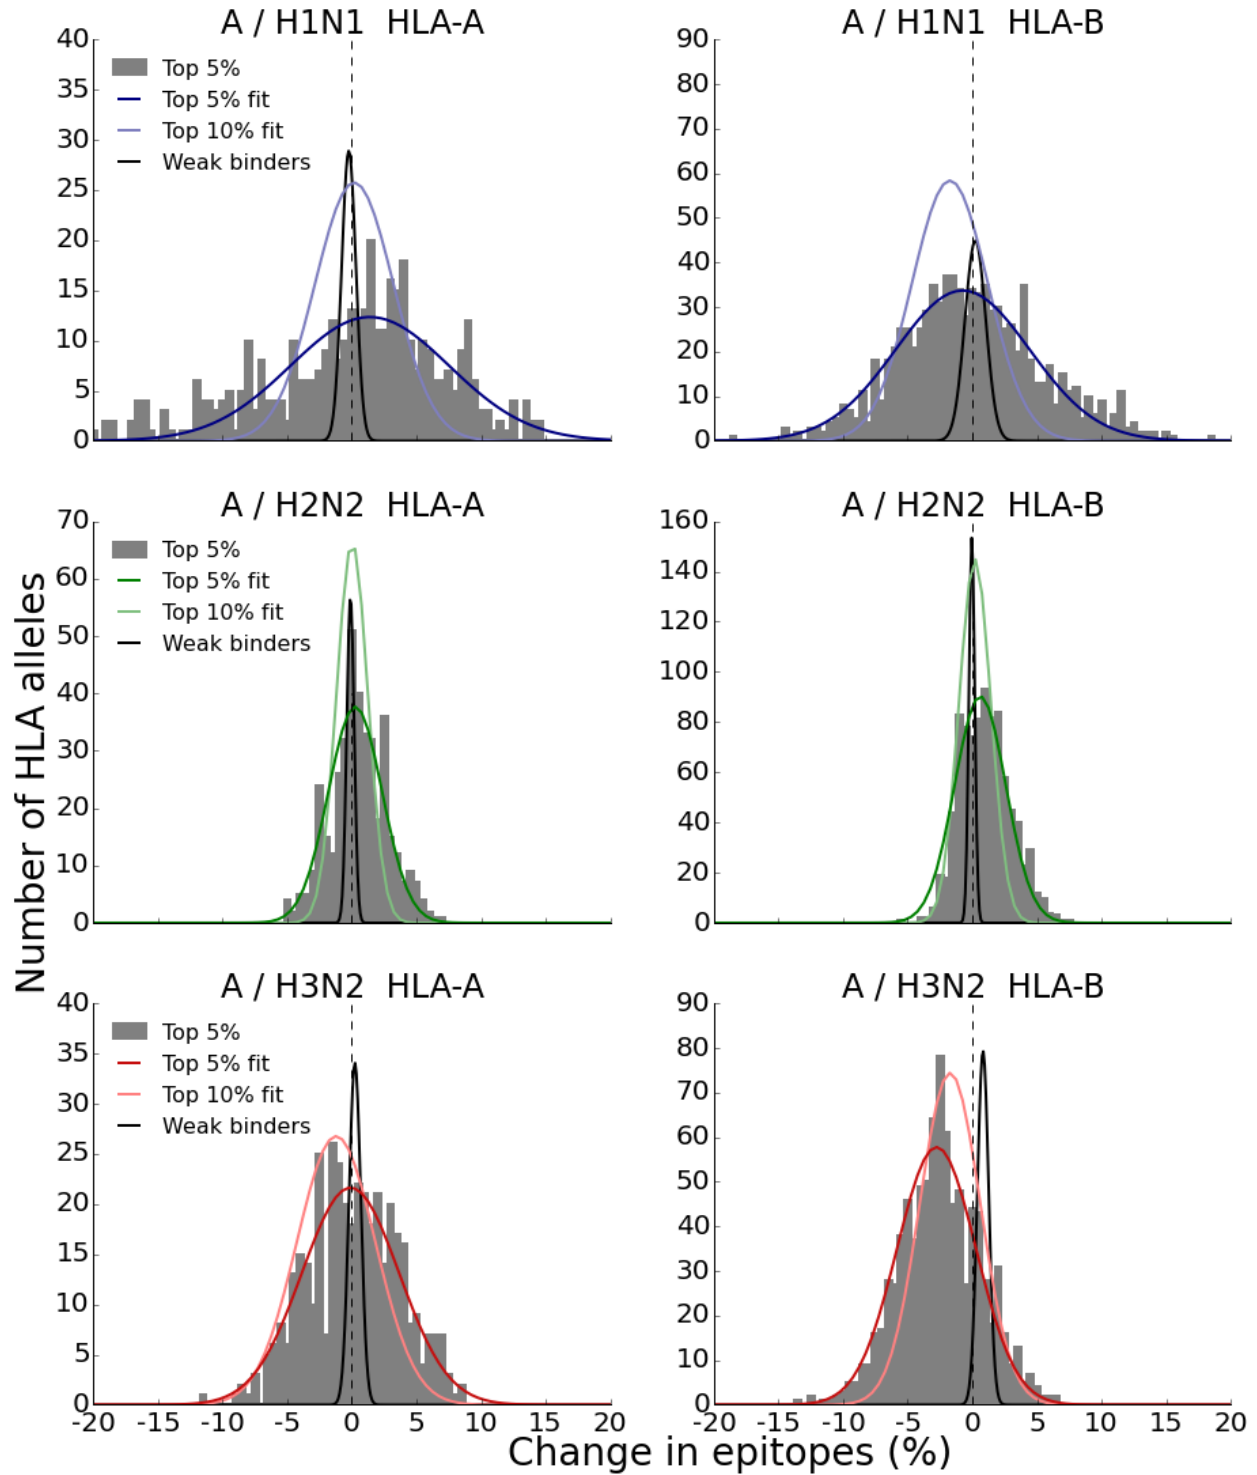 A / H1N1 HLA-A
40
35
30
25
20
15
10
5
0
Top 5%
Top 5% fit
Top 10% fit
Weak binders
A / H1N1 HLA-B
90
80
70
60
50
40
30
20
10
0
Number of HLA alleles
A / H2N2 HLA-A
70
60
50
40
30
20
10
0
Top 5%
Top 5% fit
Top 10% fit
Weak binders
A / H2N2 HLA-B
160
140
120
100
80
60
40
20
0
A / H3N2 HLA-A
40
35
30
25
20
15
10
5
0
Top 5%
Top 5% fit
Top 10% fit
Weak binders
-20 -15 -10 -5 0 5 10 15 20
A / H3N2 HLA-B
90
80
70
60
50
40
30
20
10
0
-20 -15 -10 -5 0 5 10 15 20
Change in epitopes (%)